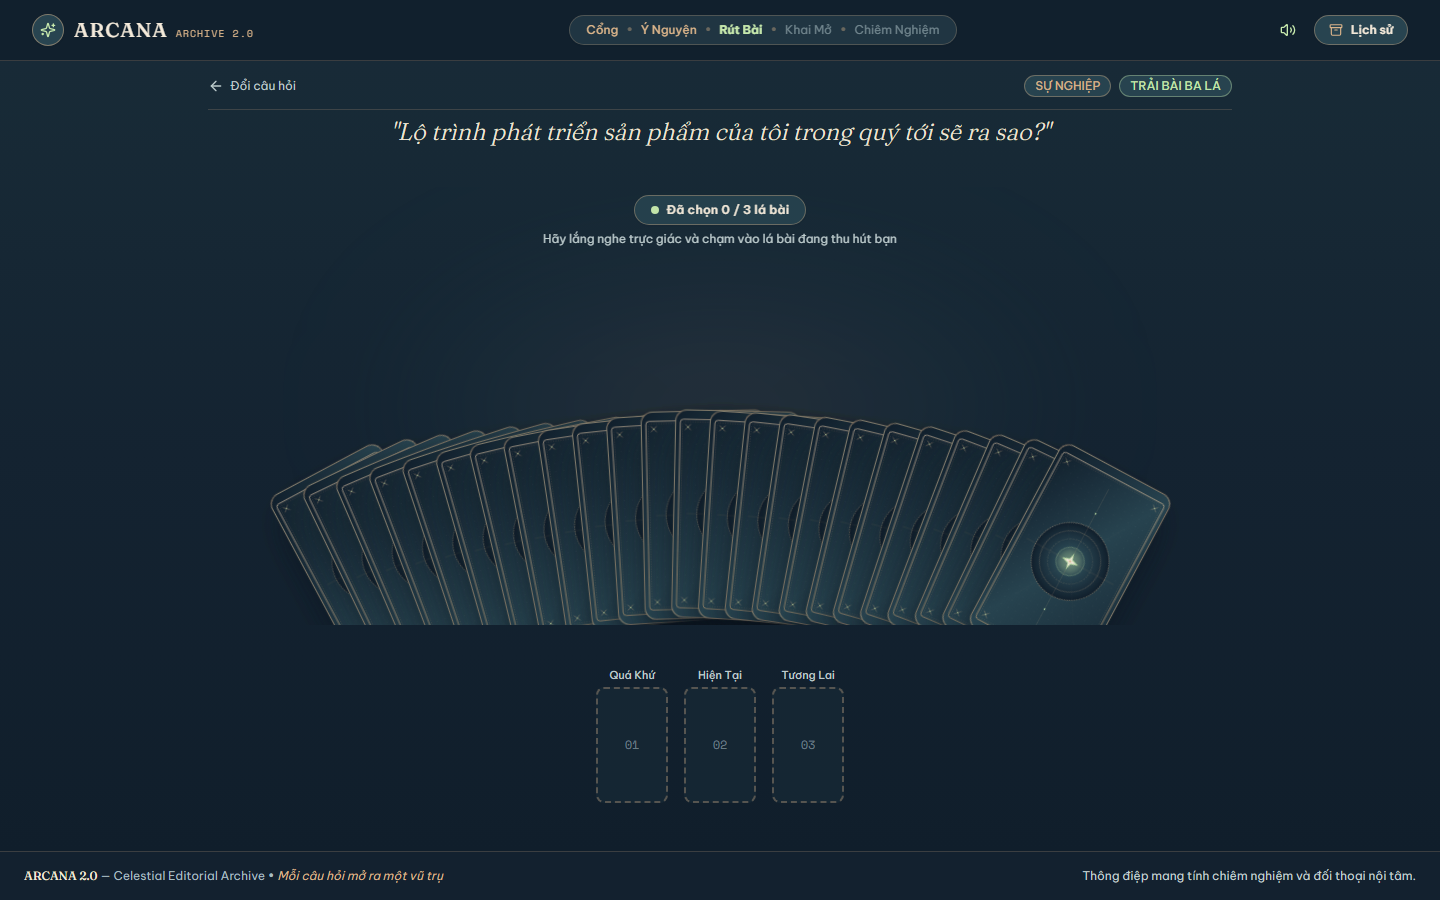 ARCANA ARCHIVE 2.0
Cổng • Ý Nguyện • Rút Bài • Khai Mở • Chiêm Nghiệm
Lịch sử
Đổi câu hỏi
SỰ NGHIỆP
TRẢI BÀI BA LÁ
"Lộ trình phát triển sản phẩm của tôi trong quý tới sẽ ra sao?"
Đã chọn 0 / 3 lá bài
Hãy lắng nghe trực giác và chạm vào lá bài đang thu hút bạn
Quá Khứ
Hiện Tại
Tương Lai
01
02
03
ARCANA 2.0 — Celestial Editorial Archive • Mỗi câu hỏi mở ra một vũ trụ
Thông điệp mang tính chiêm nghiệm và đối thoại nội tâm.